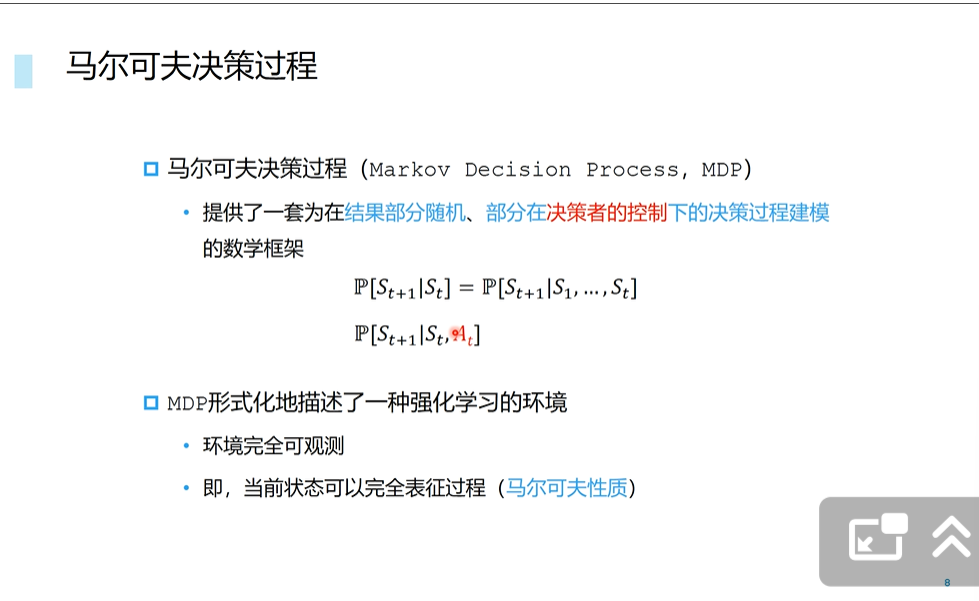 马尔可夫决策过程
马尔可夫决策过程（Markov Decision Process, MDP）
• 提供了一套为在结果部分随机、部分在决策者的控制下的决策过程建模
的数学框架
ℙ[S_{t+1}|S_t] = ℙ[S_{t+1}|S_1, …, S_t]
ℙ[S_{t+1}|S_t, A_t]
MDP形式化地描述了一种强化学习的环境
• 环境完全可观测
• 即，当前状态可以完全表征过程（马尔可夫性质）
8